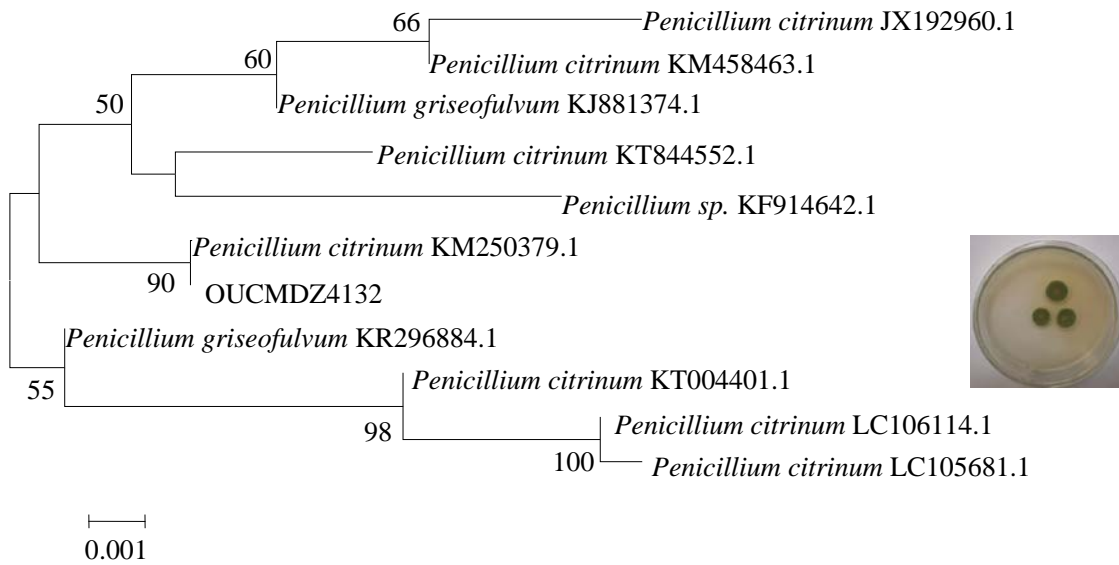 66
Penicillium citrinum JX192960.1
60
Penicillium citrinum KM458463.1
50
Penicillium griseofulvum KJ881374.1
Penicillium citrinum KT844552.1
Penicillium sp. KF914642.1
Penicillium citrinum KM250379.1
90
OUCMDZ4132
Penicillium griseofulvum KR296884.1
55
Penicillium citrinum KT004401.1
98
Penicillium citrinum LC106114.1
100
Penicillium citrinum LC105681.1
0.001